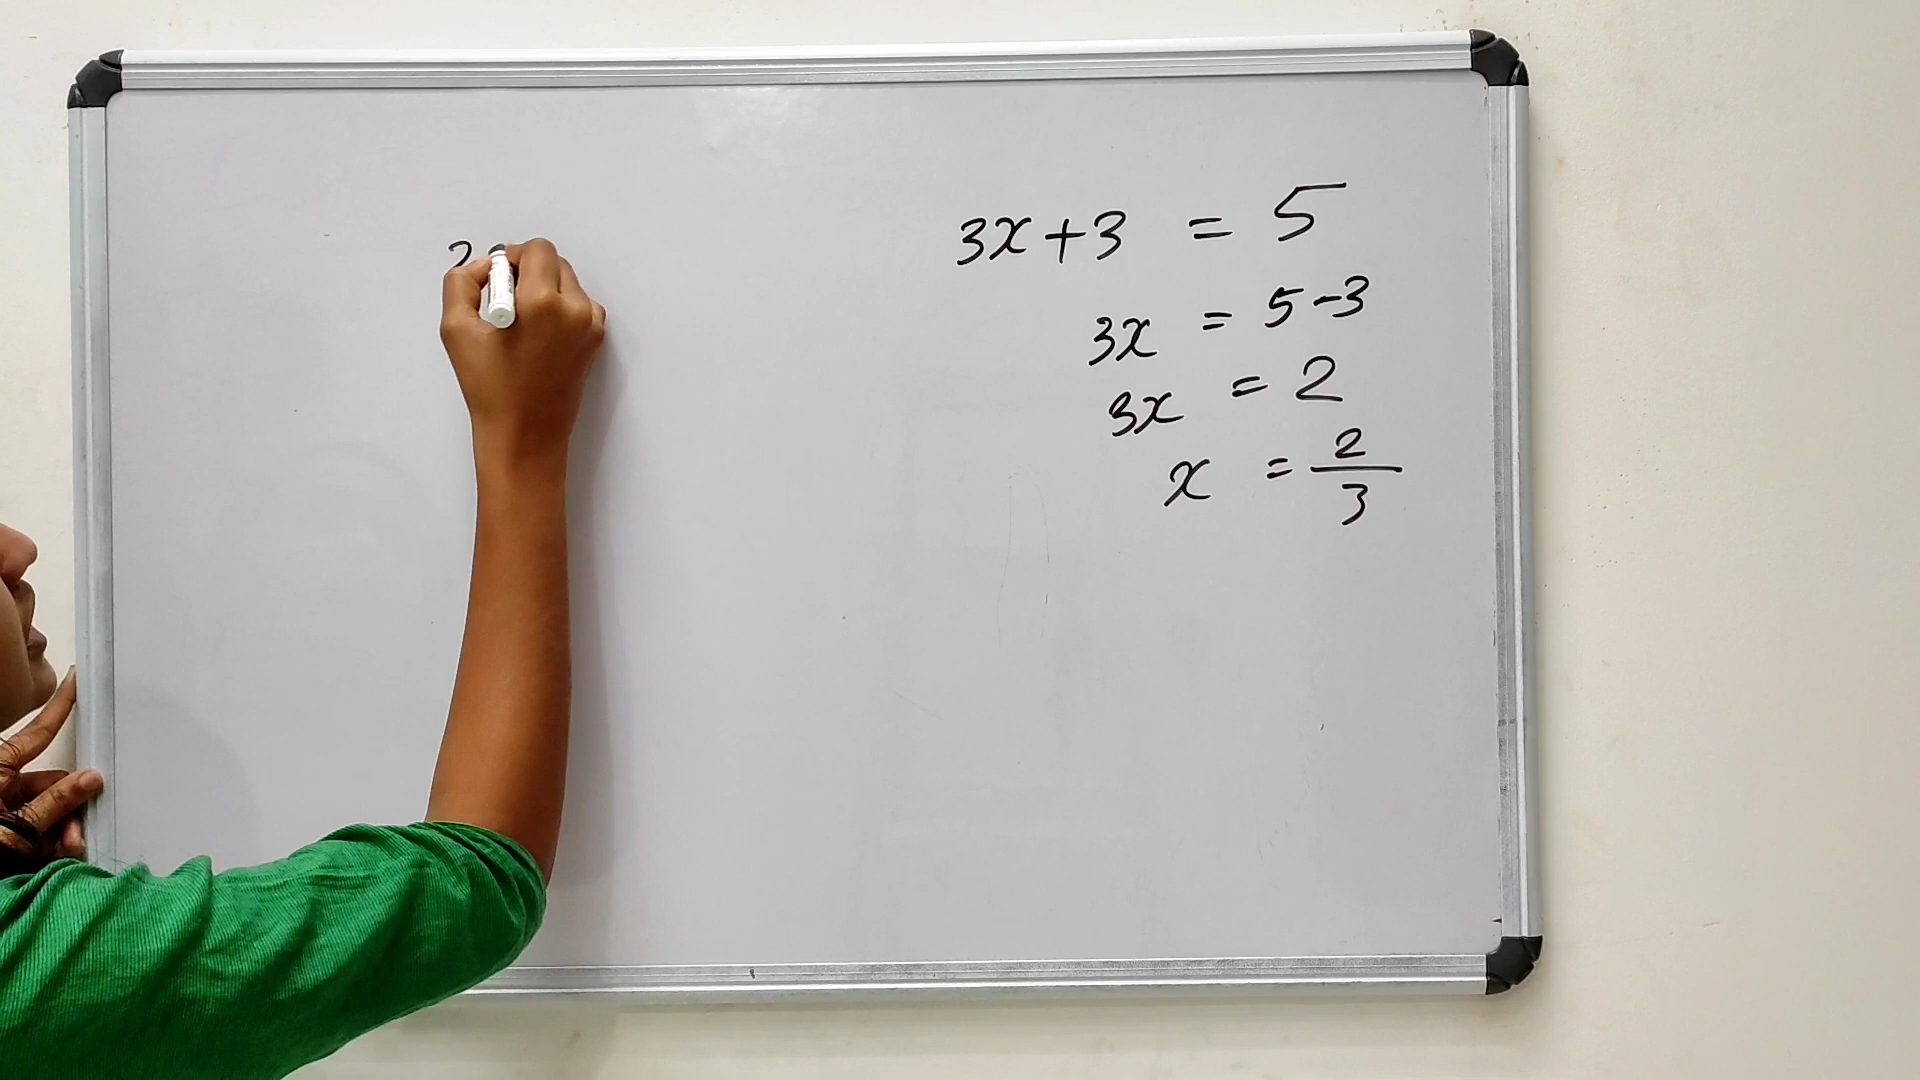 3x+3 = 5
3x = 5-3
3x = 2
x = 2/3